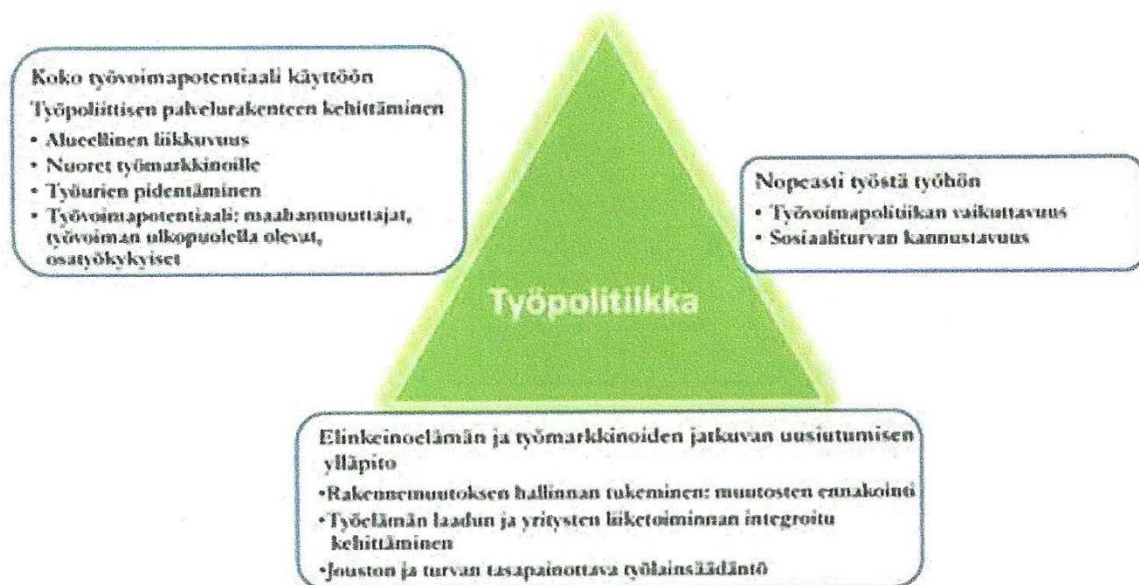 Koko työvoimapotentiaali käyttöön
Työpoliittisen palvelurakenteen kehittäminen
• Alueellinen liikkuvuus
• Nuoret työmarkkinoille
• Työurien pidentäminen
• Työvoimapotentiaali: maahanmuuttajat,
työvoiman ulkopuolella olevat,
osatyökykyiset
Nopeasti työstä työhön
• Työvoimapolitiikan vaikuttavuus
• Sosiaaliturvan kannustavuus
Työpolitiikka
Elinkeinoelämän ja työmarkkinoiden jatkuvan uusiutumisen
ylläpito
•Rakennemuutoksen hallinnan tukeminen: muutosten ennakointi
•Työelämän laadun ja yritysten liiketoiminnan integroitu
kehittäminen
•Jouston ja turvan tasapainottava työlainsäädäntö